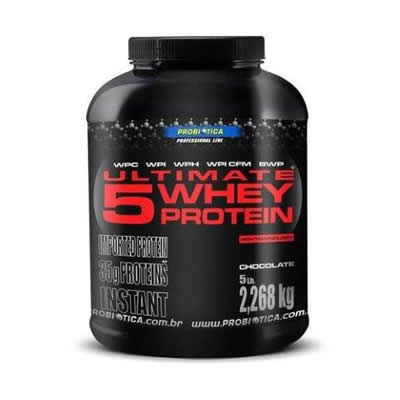 PROBIOTICA
PROFESSIONAL LINE
WPC WPI WPH WPI CFM BWP
ULTIMATE
5 WHEY
PROTEIN
IMPORTED PROTEIN
35g PROTEINS
INSTANT
CHOCOLATE
5 Lb.
2,268 kg
PROBIOTICA.com.br www.PROBIOTICA.c